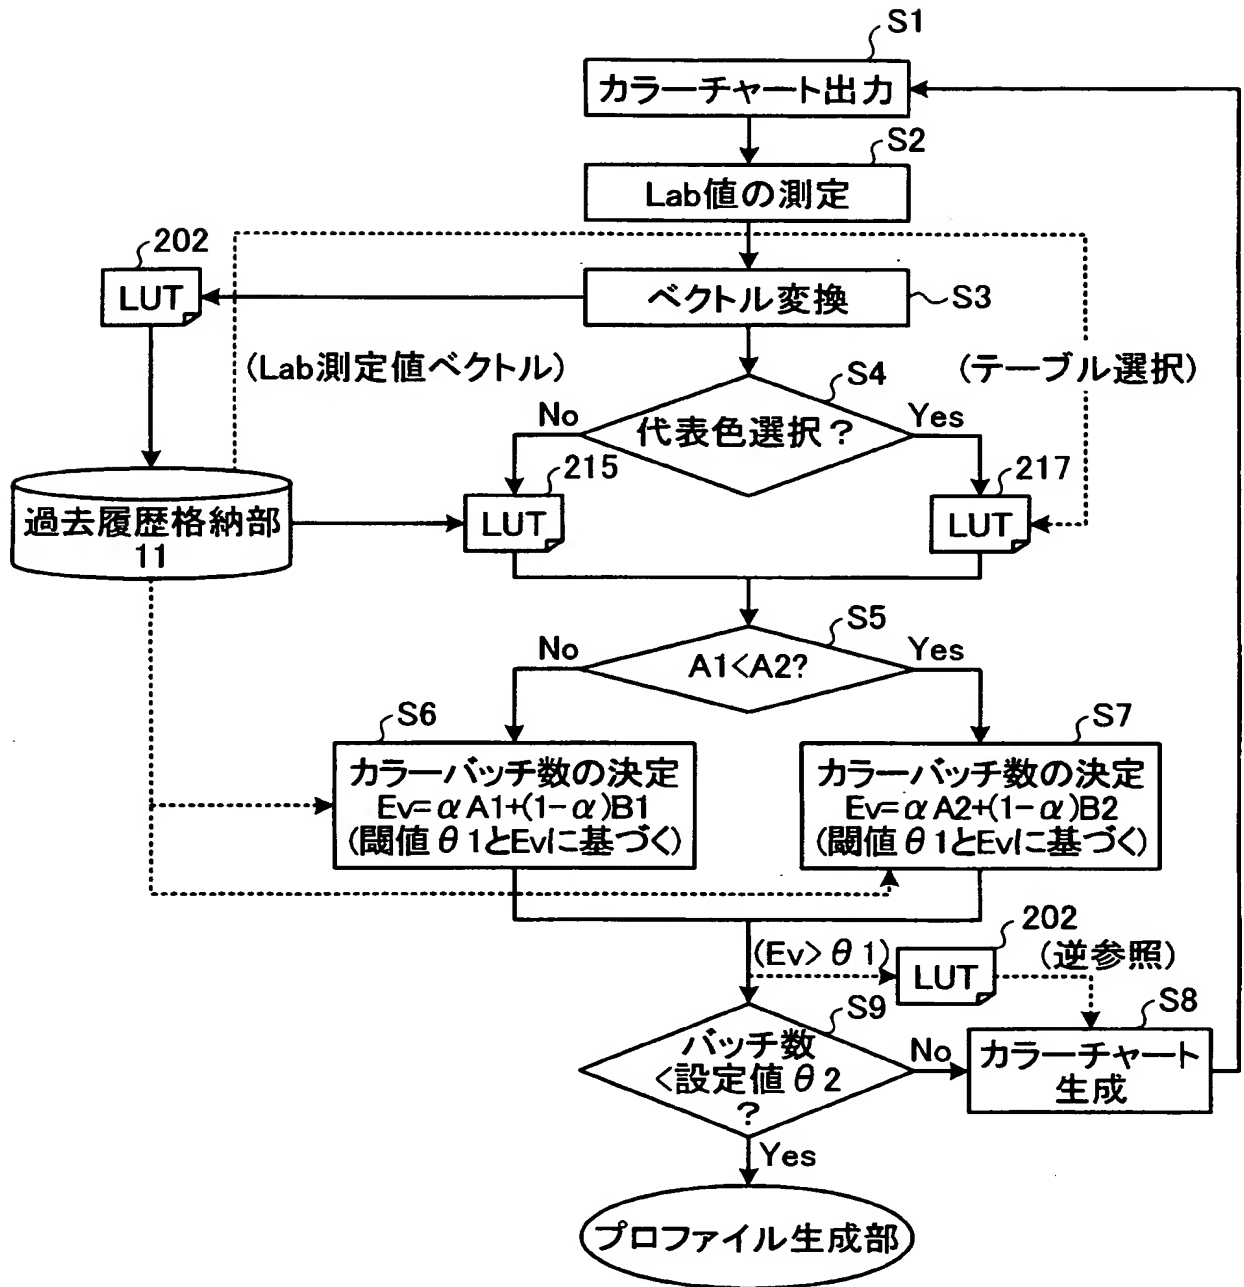 S1
カラーチャート出力
S2
Lab値の測定
202
LUT
ベクトル変換
S3
(Lab測定値ベクトル)
(テーブル選択)
S4
No
代表色選択?
Yes
215
217
過去履歴格納部
11
LUT
LUT
S5
No
A1<A2?
Yes
S6
S7
カラーバッチ数の決定
Ev=αA1+(1-α)B1
(閾値θ1とEvに基づく)
カラーバッチ数の決定
Ev=αA2+(1-α)B2
(閾値θ1とEvに基づく)
(Ev>θ1)
202
LUT
(逆参照)
S9
S8
バッチ数
<設定値θ2
?
No
カラーチャート
生成
Yes
プロファイル生成部